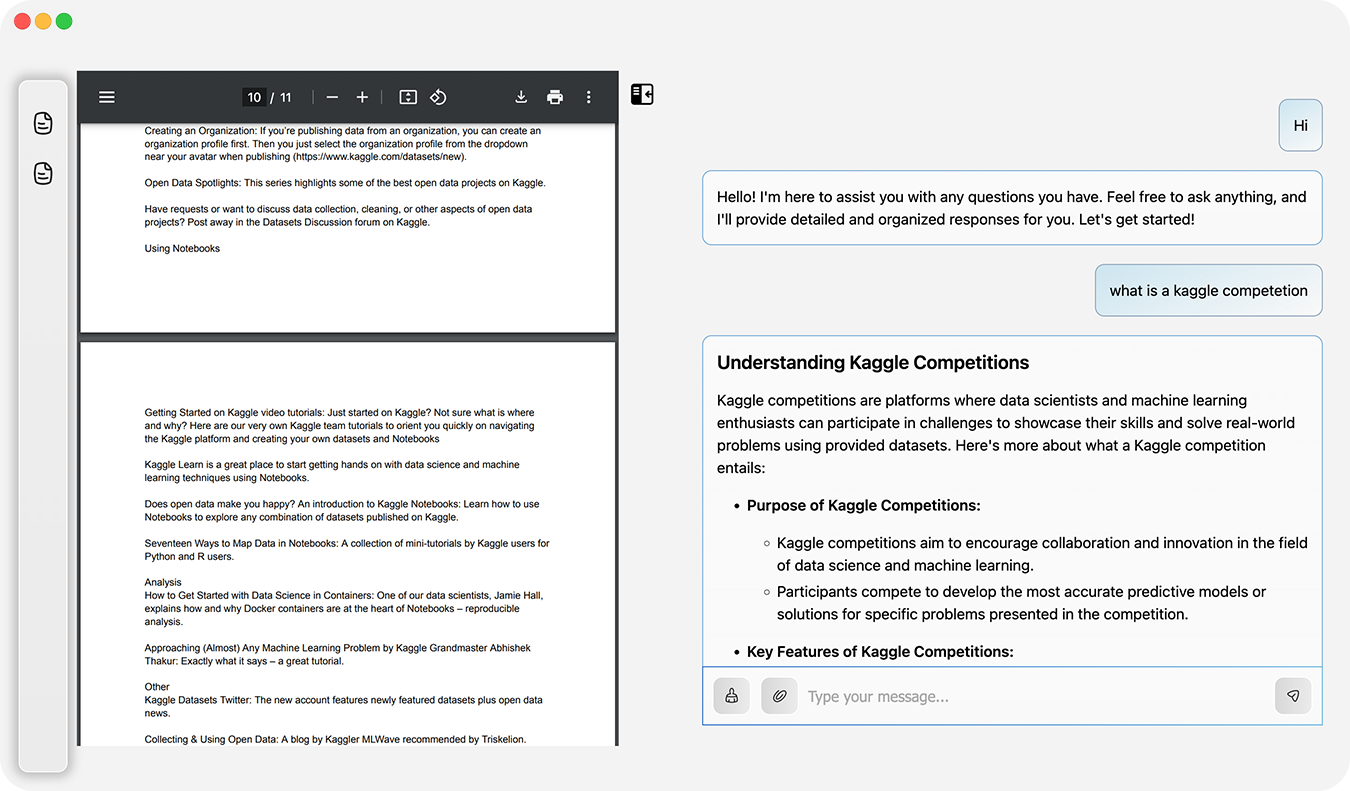 10 / 11
Creating an Organization: If you're publishing data from an organization, you can create an
organization profile first. Then you just select the organization profile from the dropdown
near your avatar when publishing (https://www.kaggle.com/datasets/new).
Open Data Spotlights: This series highlights some of the best open data projects on Kaggle.
Have requests or want to discuss data collection, cleaning, or other aspects of open data
projects? Post away in the Datasets Discussion forum on Kaggle.
Using Notebooks
Getting Started on Kaggle video tutorials: Just started on Kaggle? Not sure what is where
and why? Here are our very own Kaggle team tutorials to orient you quickly on navigating
the Kaggle platform and creating your own datasets and Notebooks
Kaggle Learn is a great place to start getting hands on with data science and machine
learning techniques using Notebooks.
Does open data make you happy? An introduction to Kaggle Notebooks: Learn how to use
Notebooks to explore any combination of datasets published on Kaggle.
Seventeen Ways to Map Data in Notebooks: A collection of mini-tutorials by Kaggle users for
Python and R users.
Analysis
How to Get Started with Data Science in Containers: One of our data scientists, Jamie Hall,
explains how and why Docker containers are at the heart of Notebooks – reproducible
analysis.
Approaching (Almost) Any Machine Learning Problem by Kaggle Grandmaster Abhishek
Thakur: Exactly what it says – a great tutorial.
Other
Kaggle Datasets Twitter: The new account features newly featured datasets plus open data
news.
Collecting & Using Open Data: A blog by Kaggler MLWave recommended by Triskelion.
Hi
Hello! I'm here to assist you with any questions you have. Feel free to ask anything, and
I'll provide detailed and organized responses for you. Let's get started!
what is a kaggle competetion
Understanding Kaggle Competitions
Kaggle competitions are platforms where data scientists and machine learning
enthusiasts can participate in challenges to showcase their skills and solve real-world
problems using provided datasets. Here's more about what a Kaggle competition
entails:
• Purpose of Kaggle Competitions:
◦ Kaggle competitions aim to encourage collaboration and innovation in the field
of data science and machine learning.
◦ Participants compete to develop the most accurate predictive models or
solutions for specific problems presented in the competition.
• Key Features of Kaggle Competitions:
Type your message...